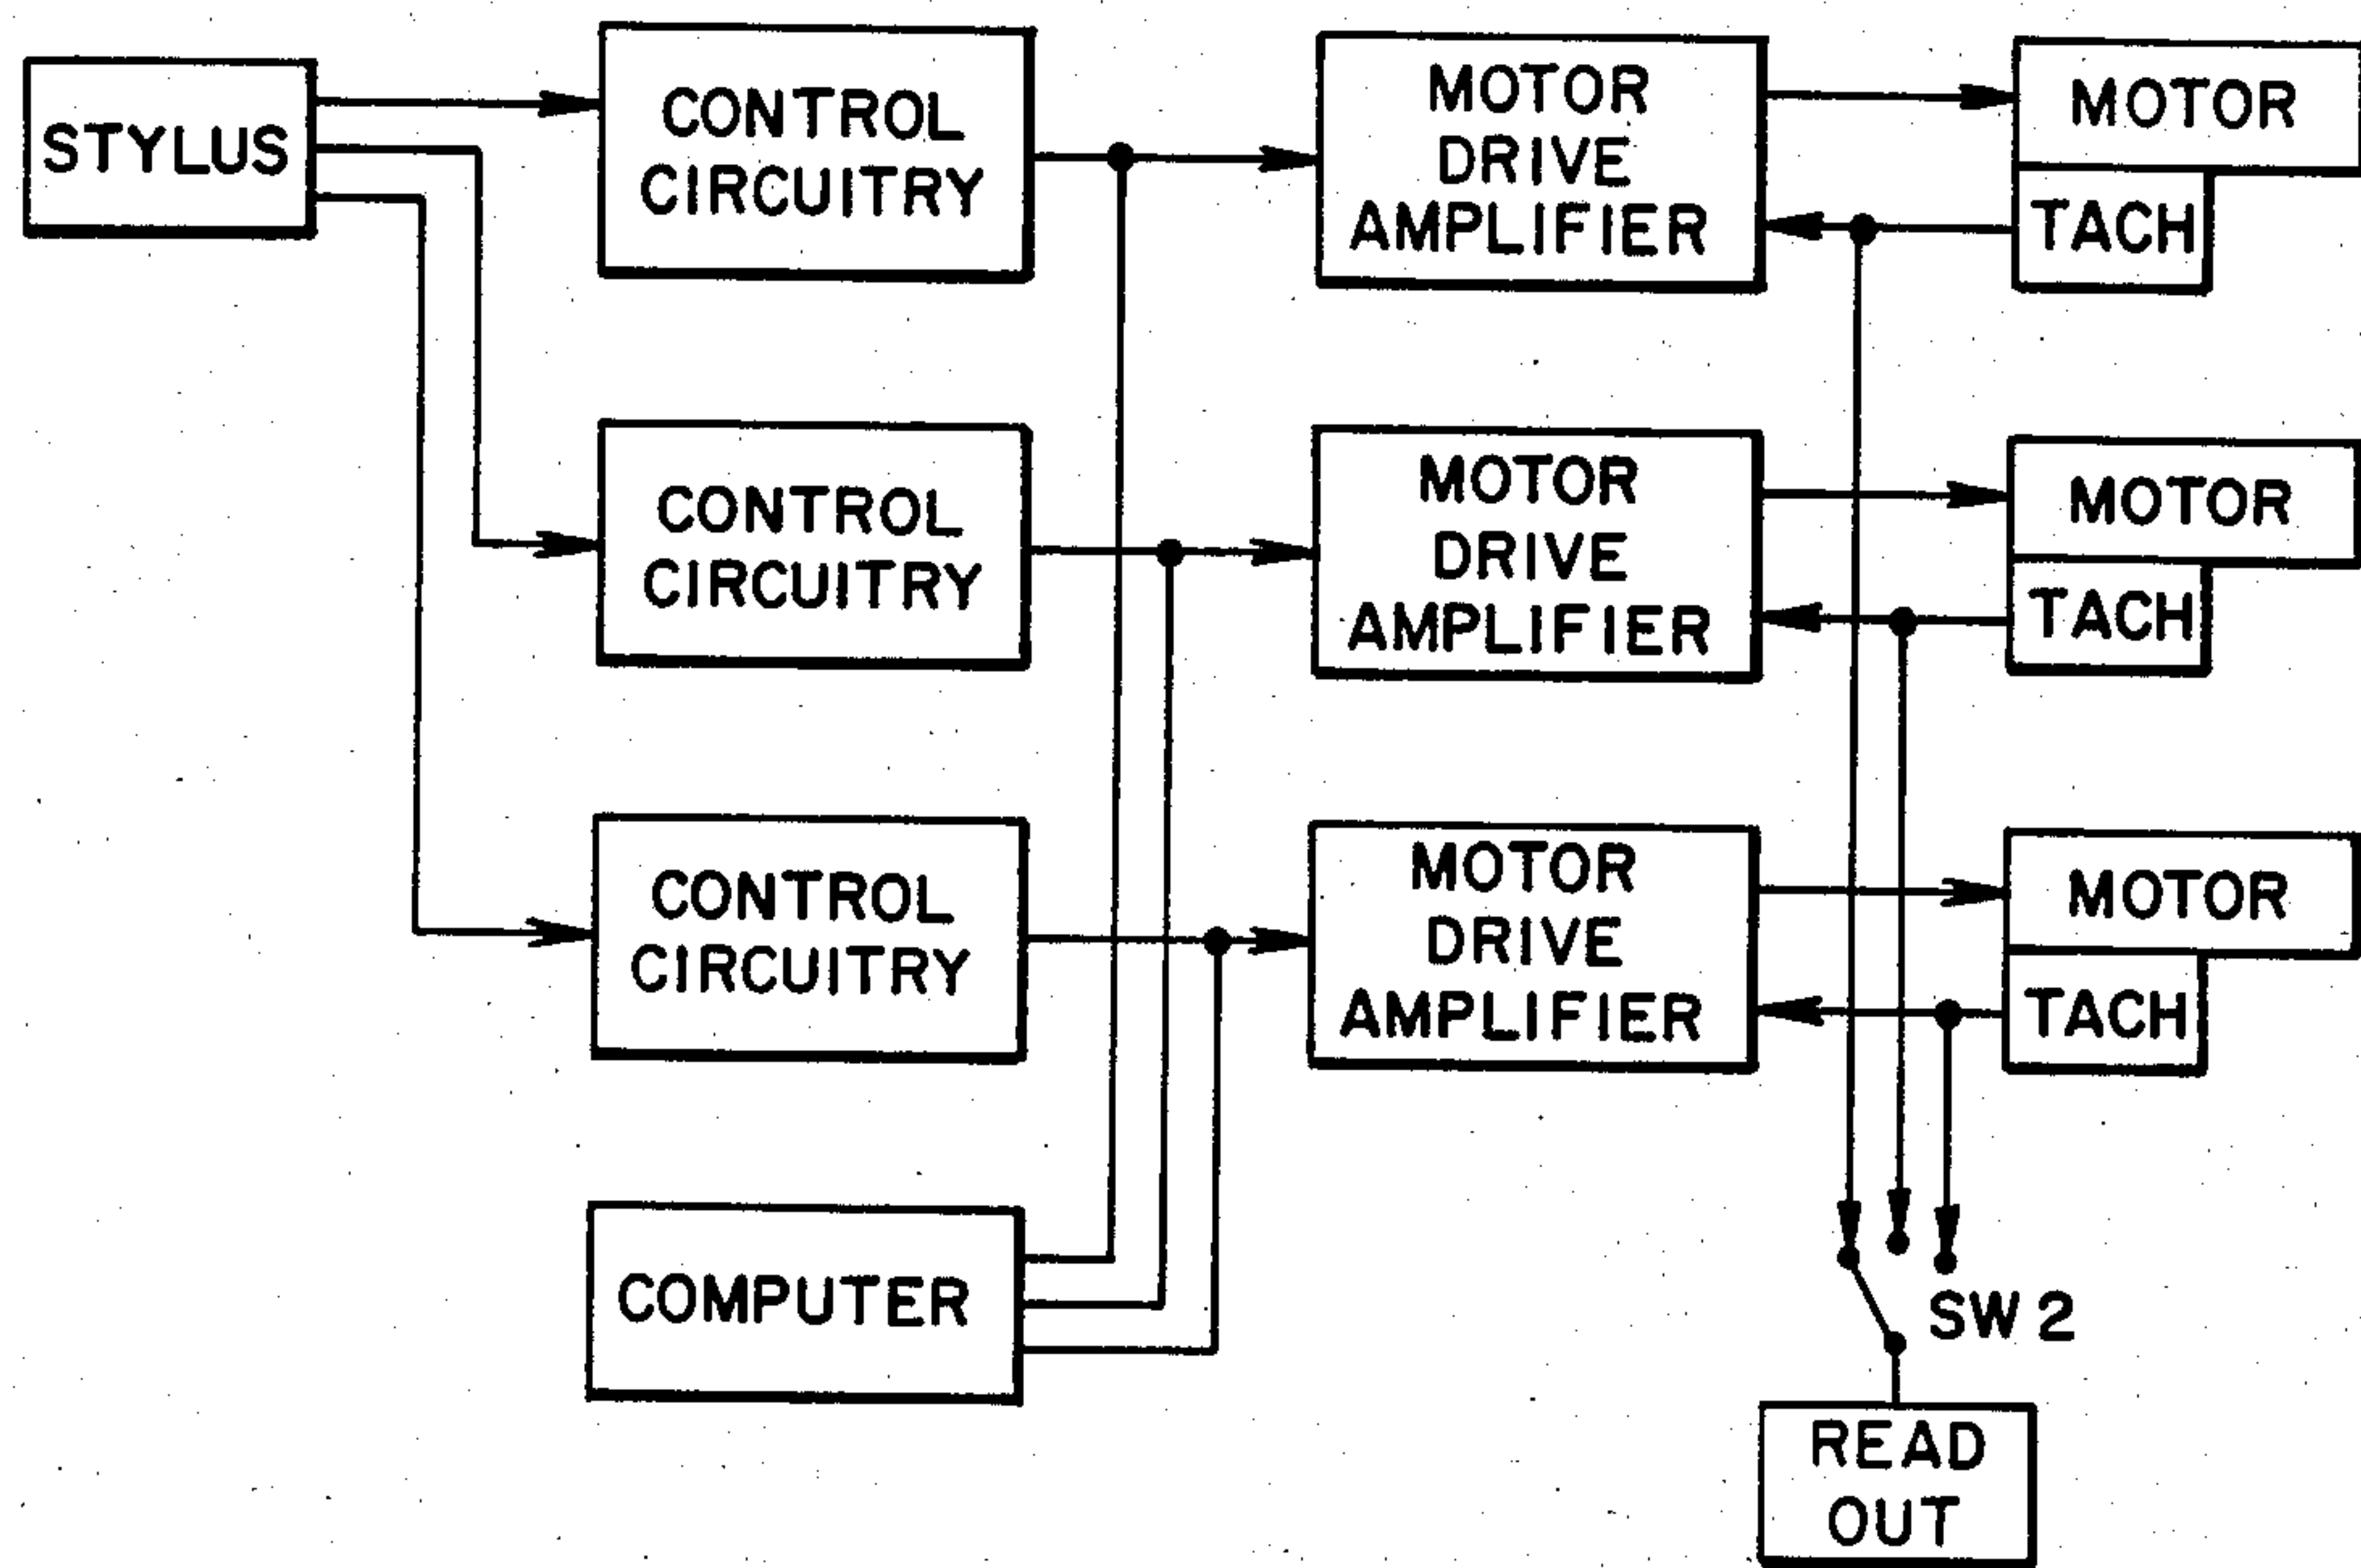 STYLUS
CONTROL
CIRCUITRY
MOTOR
DRIVE
AMPLIFIER
MOTOR
TACH
CONTROL
CIRCUITRY
MOTOR
DRIVE
AMPLIFIER
MOTOR
TACH
CONTROL
CIRCUITRY
MOTOR
DRIVE
AMPLIFIER
MOTOR
TACH
COMPUTER
SW 2
READ
OUT